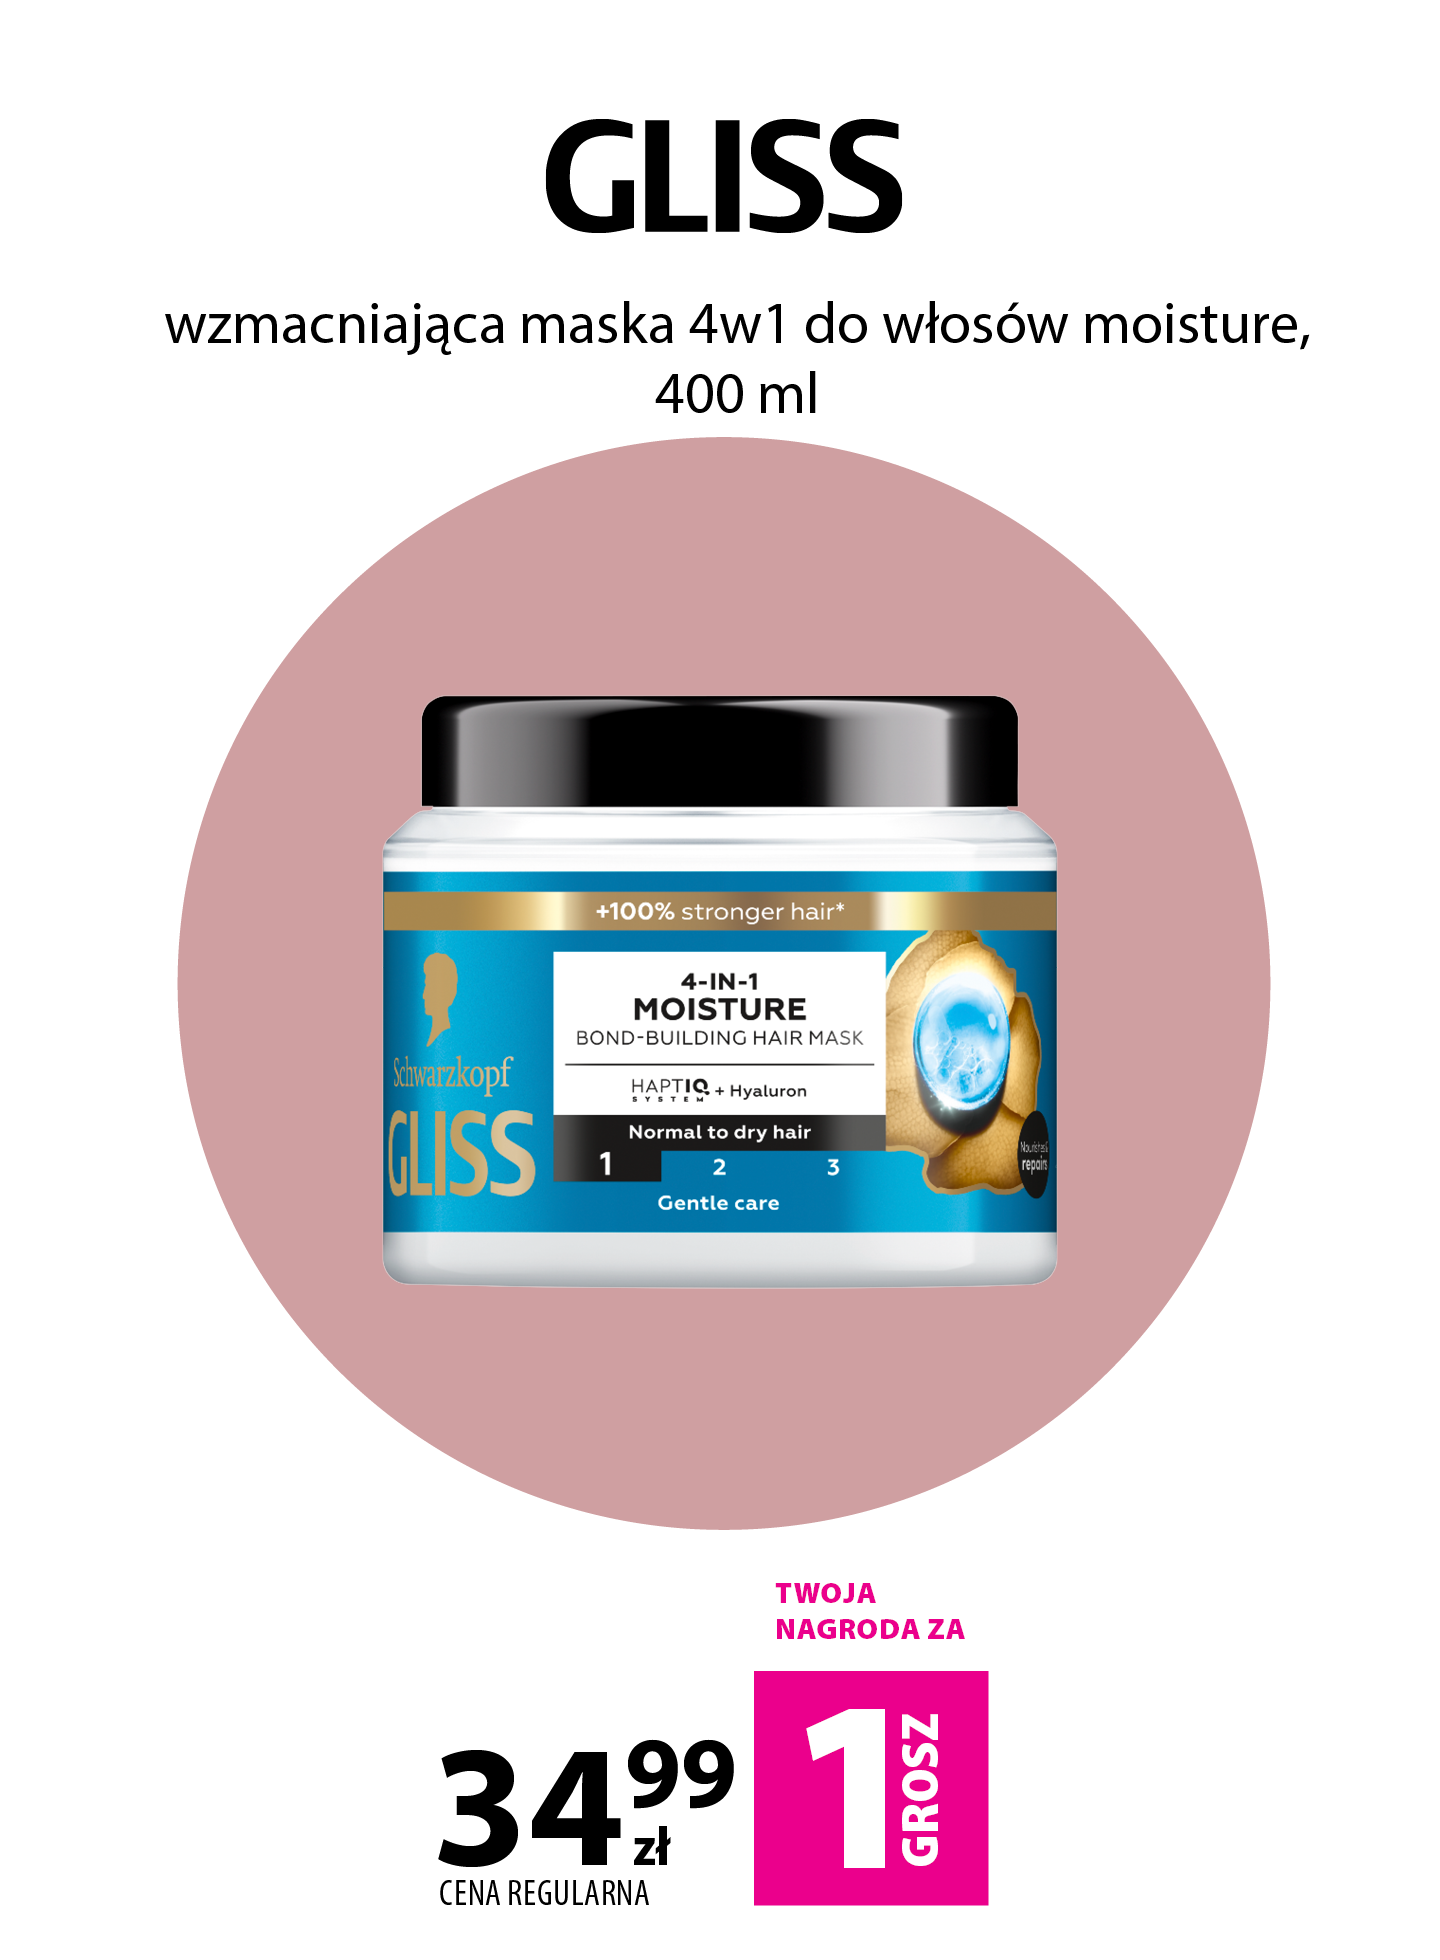 GLISS
wzmacniająca maska 4w1 do włosów moisture,
400 ml
+100% stronger hair*
4-IN-1
MOISTURE
BOND-BUILDING HAIR MASK
HAPTIQ
SYSTEM
+ Hyaluron
Normal to dry hair
1 2 3
Gentle care
Schwarzkopf
GLISS
Nourishes &
repairs
TWOJA
NAGRODA ZA
1 GROSZ
34 99
zł
CENA REGULARNA